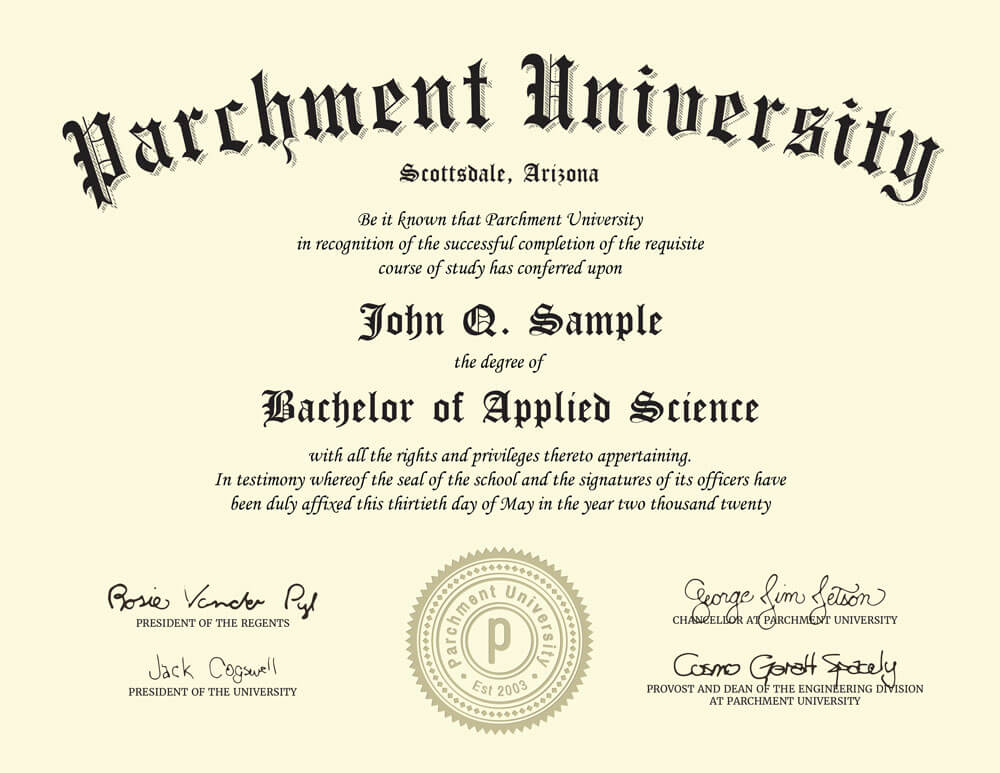 Parchment University
Scottsdale, Arizona
Be it known that Parchment University
in recognition of the successful completion of the requisite
course of study has conferred upon
John Q. Sample
the degree of
Bachelor of Applied Science
with all the rights and privileges thereto appertaining.
In testimony whereof the seal of the school and the signatures of its officers have
been duly affixed this thirtieth day of May in the year two thousand twenty
Rosie Vander Pyl
PRESIDENT OF THE REGENTS
Jack Cogswell
PRESIDENT OF THE UNIVERSITY
Parchment University
p
Est 2003
George Jim Jetson
CHANCELLOR AT PARCHMENT UNIVERSITY
Cosmo Garett Spacely
PROVOST AND DEAN OF THE ENGINEERING DIVISION
AT PARCHMENT UNIVERSITY